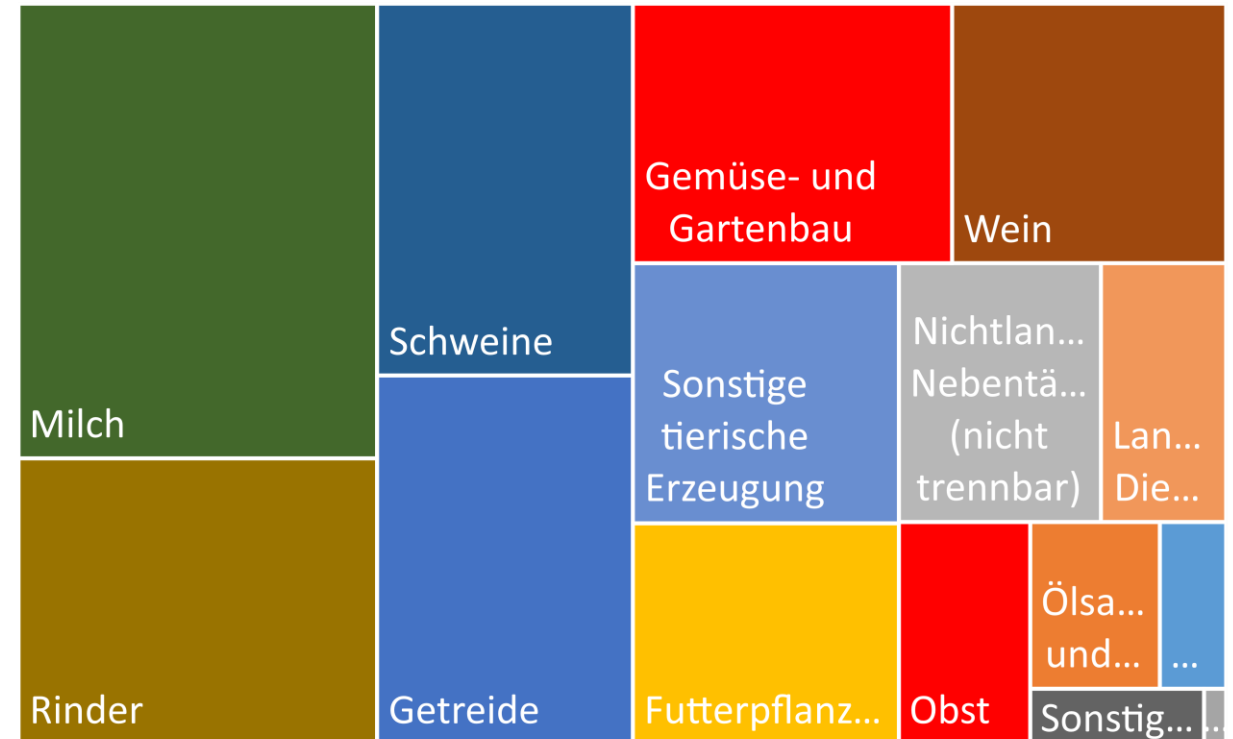 Milch
Rinder
Schweine
Getreide
Gemüse- und
Gartenbau
Wein
Sonstige
tierische
Erzeugung
Nichtlan...
Nebentä...
(nicht
trennbar)
Lan...
Die...
Futterpflanz...
Obst
Ölsa...
und...
...
Sonstig...
...